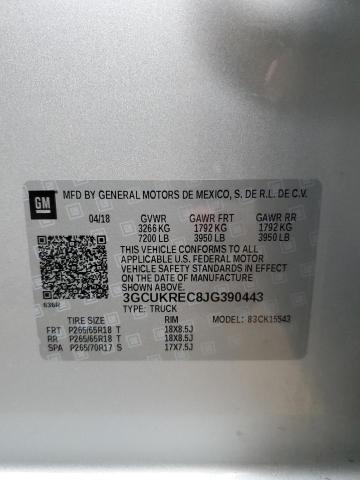 GM MFD BY GENERAL MOTORS DE MEXICO, S. DE R.L. DE C.V.
04/18 GVWR GAWR FRT GAWR RR
3266 KG 1792 KG 1792 KG
7200 LB 3950 LB 3950 LB
THIS VEHICLE CONFORMS TO ALL
APPLICABLE U.S. FEDERAL MOTOR
VEHICLE SAFETY STANDARDS IN EFFECT
ON THE DATE OF MANUFACTURE
SHOWN ABOVE.
3GCUKREC8JG390443
TYPE: TRUCK
TIRE SIZE RIM MODEL: 83CK15543
FRT P265/65R18 T 18X8.5J
RR P265/65R18 T 18X8.5J
SPA P265/70R17 S 17X7.5J